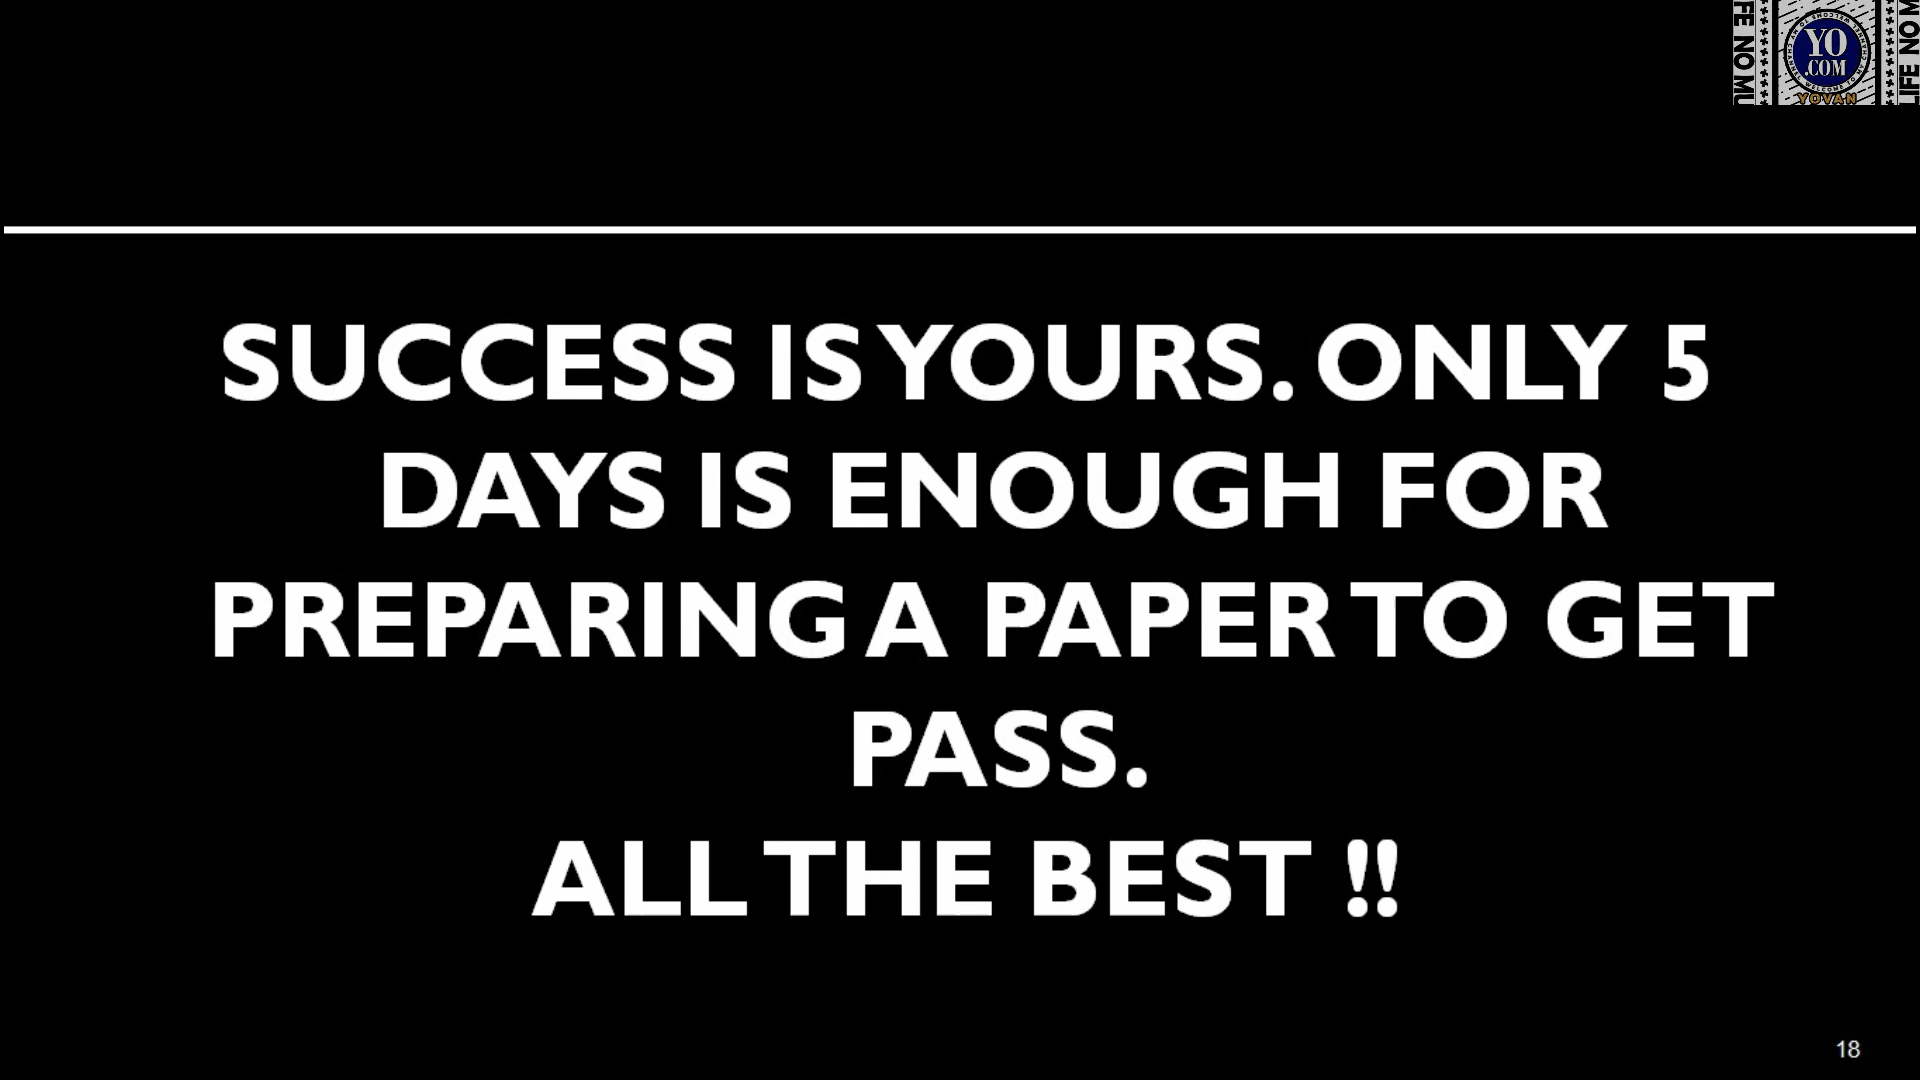 YO
.COM
YOVAN
SUCCESS IS YOURS. ONLY 5
DAYS IS ENOUGH FOR
PREPARING A PAPER TO GET
PASS.
ALL THE BEST !!
18